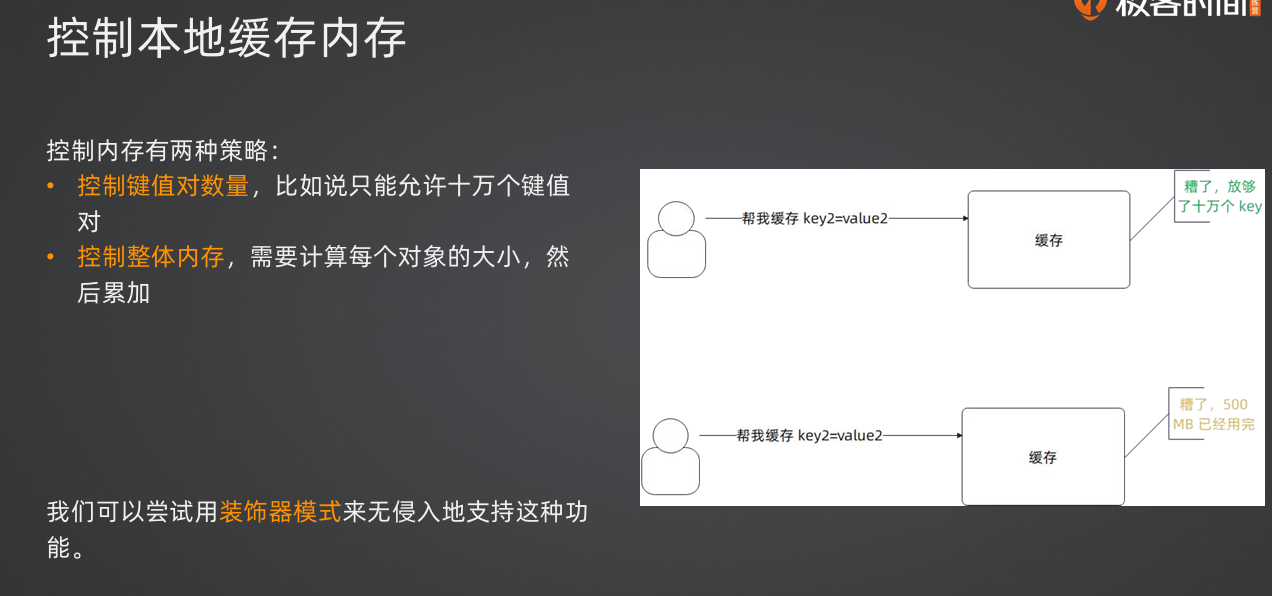 控制本地缓存内存
极客时间
控制内存有两种策略：
• 控制键值对数量，比如说只能允许十万个键值
对
• 控制整体内存，需要计算每个对象的大小，然
后累加
我们可以尝试用装饰器模式来无侵入地支持这种功
能。
帮我缓存 key2=value2
缓存
糟了，放够
了十万个 key
帮我缓存 key2=value2
缓存
糟了，500
MB 已经用完